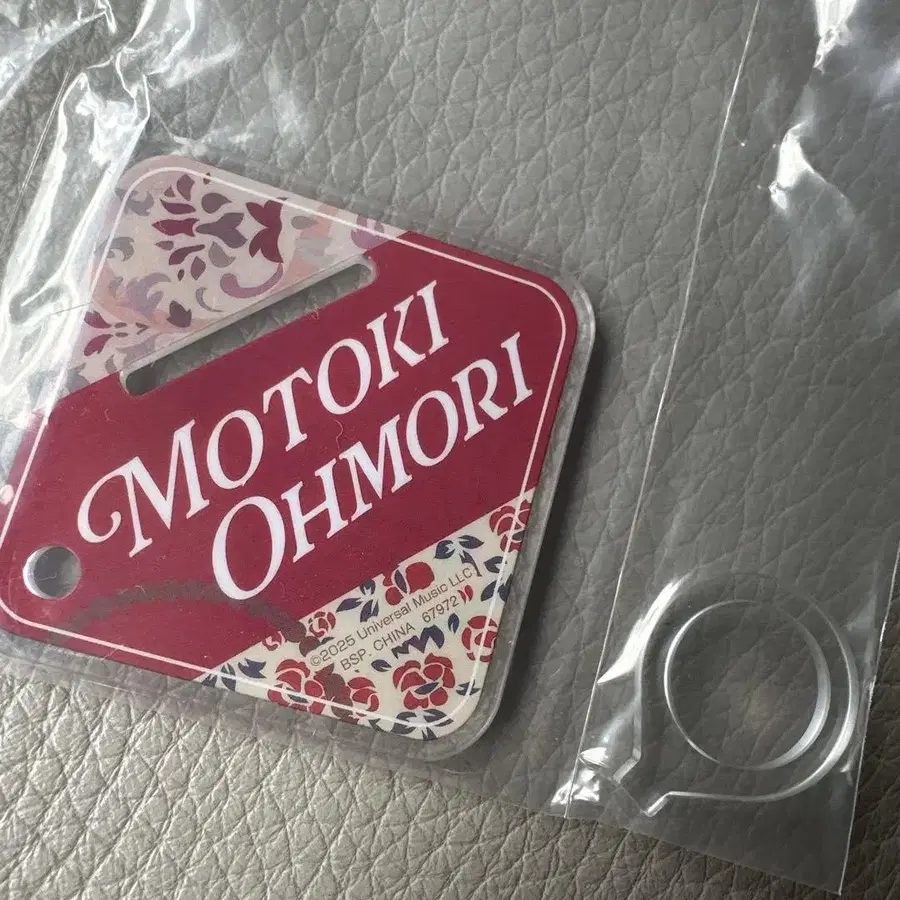 MOTOKI
OHMORI
©2025 Universal Music LLC
BSP. CHINA 67972